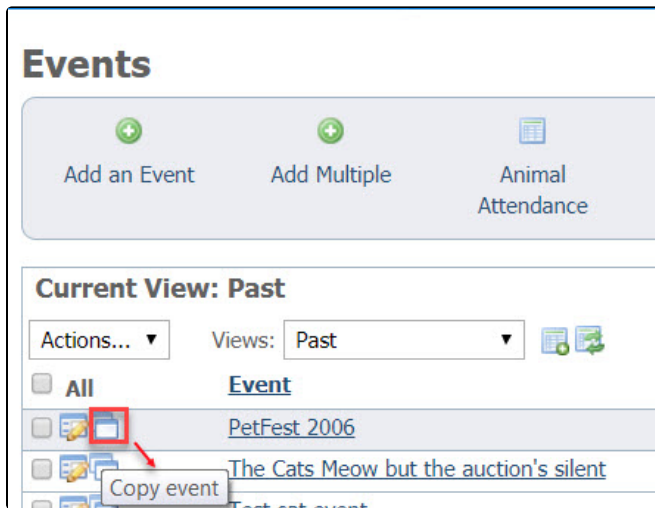 Events
Add an Event
Add Multiple
Animal
Attendance
Current View: Past
Actions... Views: Past
All Event
PetFest 2006
The Cats Meow but the auction's silent
Copy event